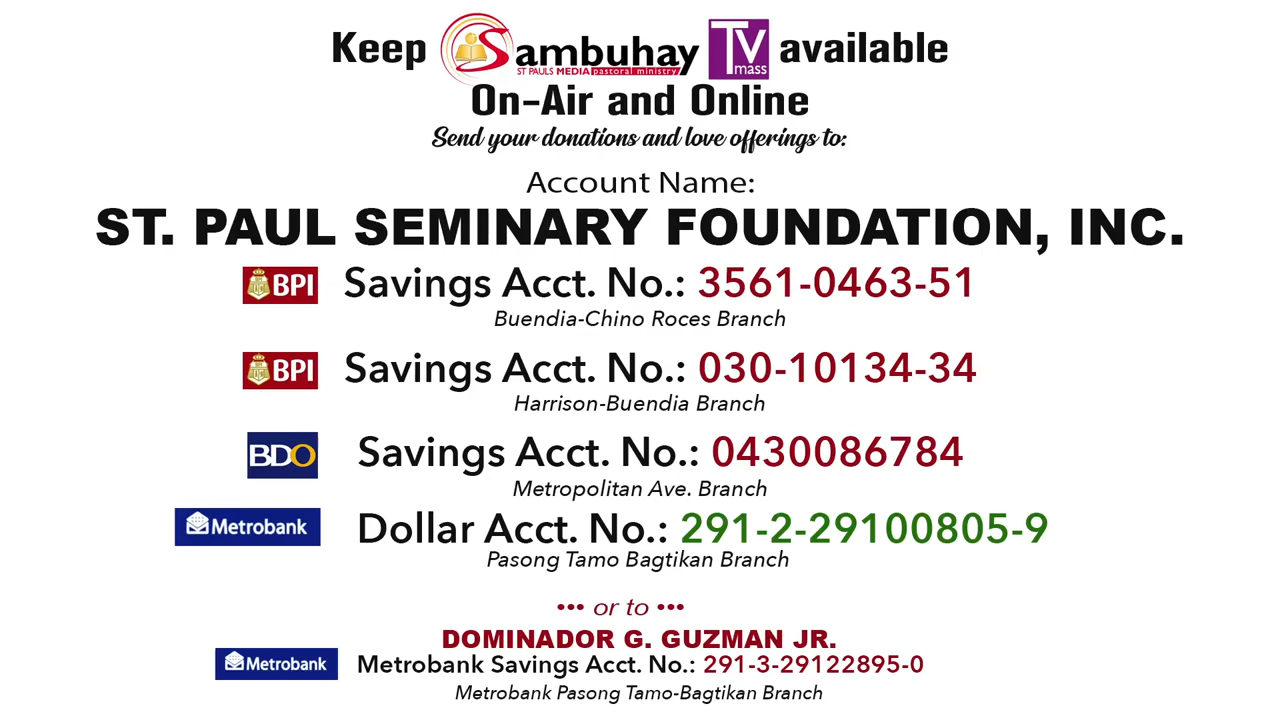 Keep Sambuhay TV mass available
ST PAULS MEDIA pastoral ministry
On-Air and Online
Send your donations and love offerings to:
Account Name:
ST. PAUL SEMINARY FOUNDATION, INC.
BPI Savings Acct. No.: 3561-0463-51
Buendia-Chino Roces Branch
BPI Savings Acct. No.: 030-10134-34
Harrison-Buendia Branch
BDO Savings Acct. No.: 0430086784
Metropolitan Ave. Branch
Metrobank Dollar Acct. No.: 291-2-29100805-9
Pasong Tamo Bagtikan Branch
••• or to •••
DOMINADOR G. GUZMAN JR.
Metrobank Metrobank Savings Acct. No.: 291-3-29122895-0
Metrobank Pasong Tamo-Bagtikan Branch